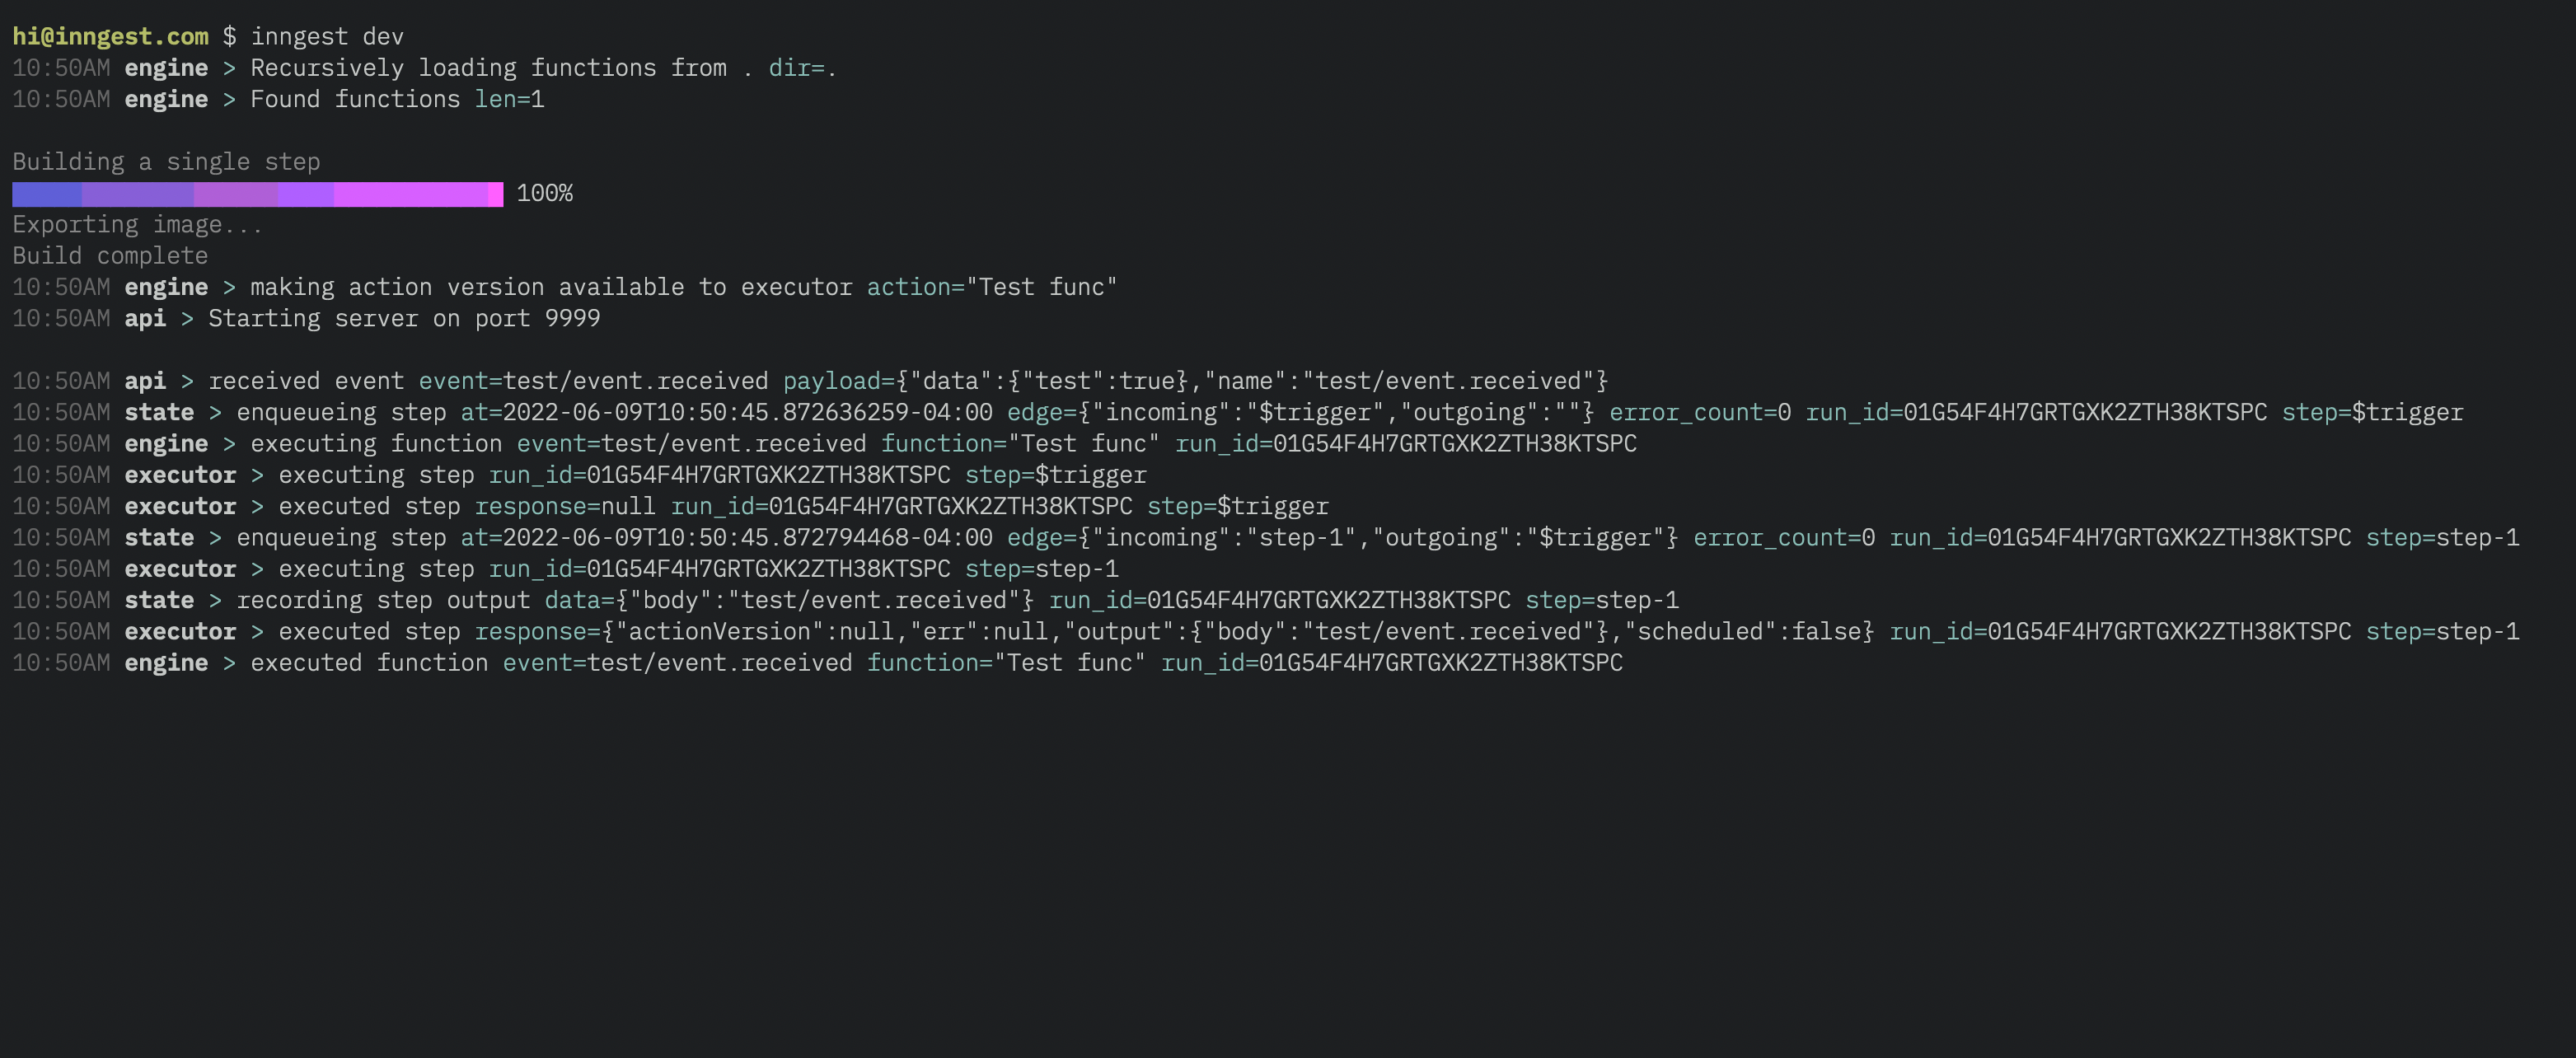 hi@inngest.com $ inngest dev
10:50AM engine > Recursively loading functions from . dir=.
10:50AM engine > Found functions len=1
Building a single step
100%
Exporting image...
Build complete
10:50AM engine > making action version available to executor action="Test func"
10:50AM api > Starting server on port 9999
10:50AM api > received event event=test/event.received payload={"data":{"test":true},"name":"test/event.received"}
10:50AM state > enqueueing step at=2022-06-09T10:50:45.872636259-04:00 edge={"incoming":"$trigger","outgoing":""} error_count=0 run_id=01G54F4H7GRTGXK2ZTH38KTSPC step=$trigger
10:50AM engine > executing function event=test/event.received function="Test func" run_id=01G54F4H7GRTGXK2ZTH38KTSPC
10:50AM executor > executing step run_id=01G54F4H7GRTGXK2ZTH38KTSPC step=$trigger
10:50AM executor > executed step response=null run_id=01G54F4H7GRTGXK2ZTH38KTSPC step=$trigger
10:50AM state > enqueueing step at=2022-06-09T10:50:45.872794468-04:00 edge={"incoming":"step-1","outgoing":"$trigger"} error_count=0 run_id=01G54F4H7GRTGXK2ZTH38KTSPC step=step-1
10:50AM executor > executing step run_id=01G54F4H7GRTGXK2ZTH38KTSPC step=step-1
10:50AM state > recording step output data={"body":"test/event.received"} run_id=01G54F4H7GRTGXK2ZTH38KTSPC step=step-1
10:50AM executor > executed step response={"actionVersion":null,"err":null,"output":{"body":"test/event.received"},"scheduled":false} run_id=01G54F4H7GRTGXK2ZTH38KTSPC step=step-1
10:50AM engine > executed function event=test/event.received function="Test func" run_id=01G54F4H7GRTGXK2ZTH38KTSPC